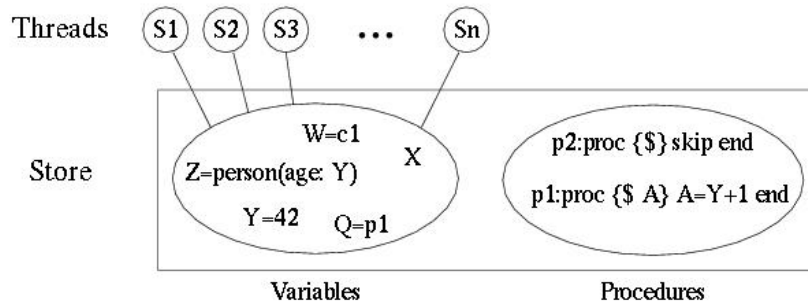 Threads S1 S2 S3 ... Sn
W=c1
X
p2:proc {$} skip end
Store
Z=person(age: Y)
p1:proc {$ A} A=Y+1 end
Y=42
Q=p1
Variables
Procedures